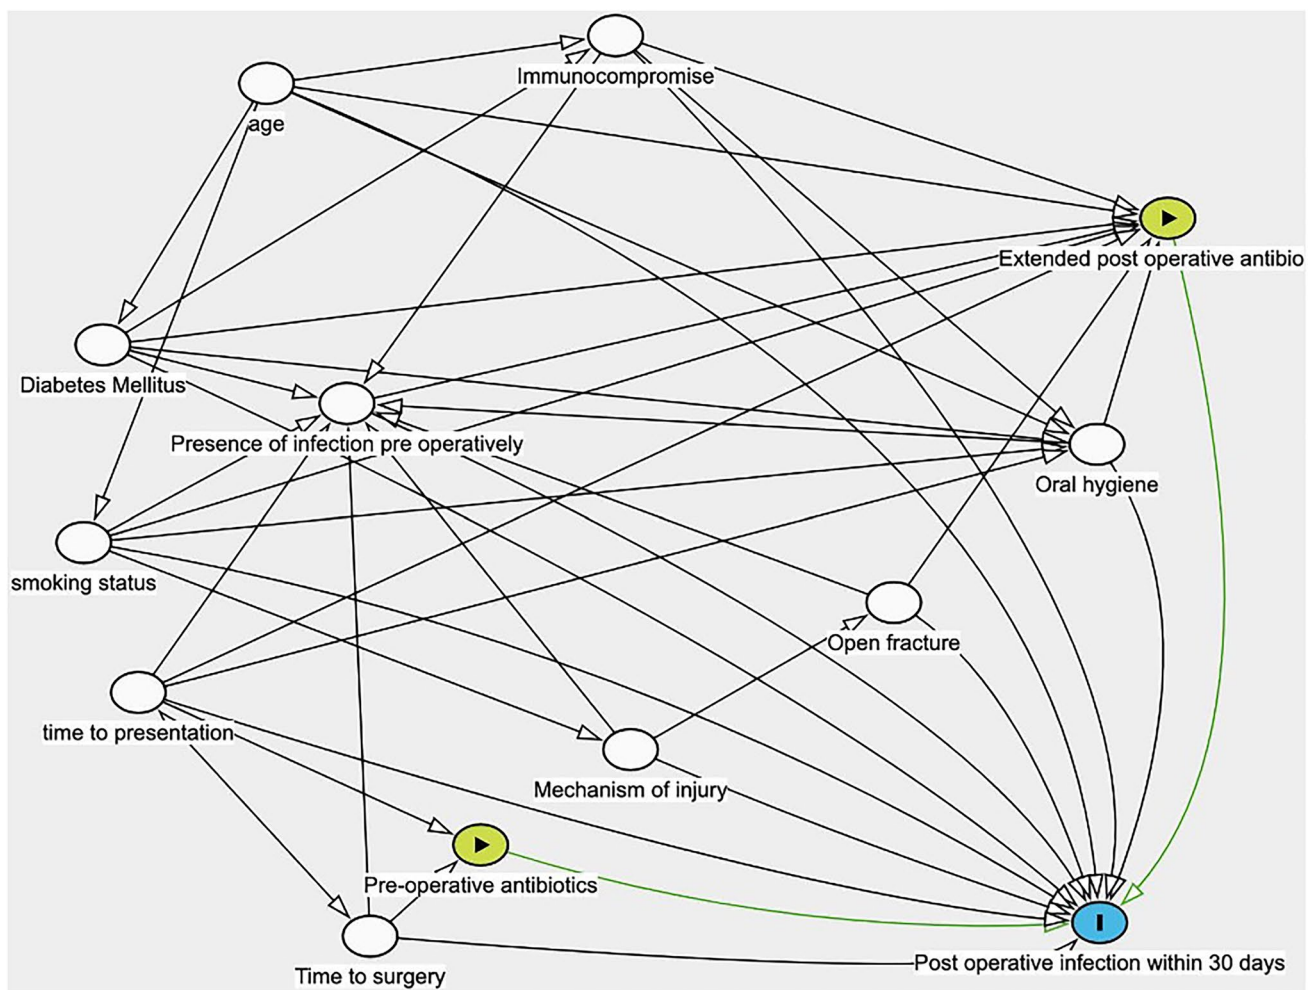 Immunocompromise
age
Extended post operative antibio
Diabetes Mellitus
Presence of infection pre operatively
Oral hygiene
smoking status
Open fracture
time to presentation
Mechanism of injury
Pre-operative antibiotics
Post operative infection within 30 days
Time to surgery